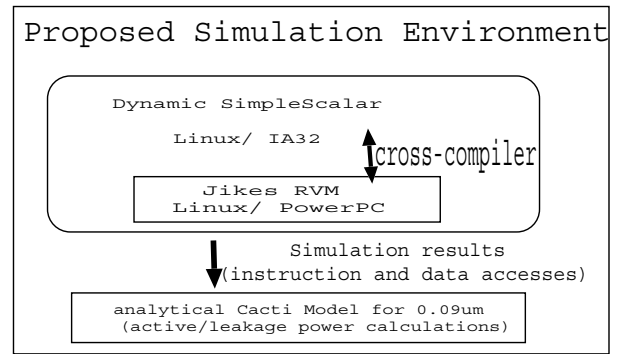 Proposed Simulation Environment
Dynamic SimpleScalar
Linux/ IA32
cross-compiler
Jikes RVM
Linux/ PowerPC
Simulation results
(instruction and data accesses)
analytical Cacti Model for 0.09um
(active/leakage power calculations)